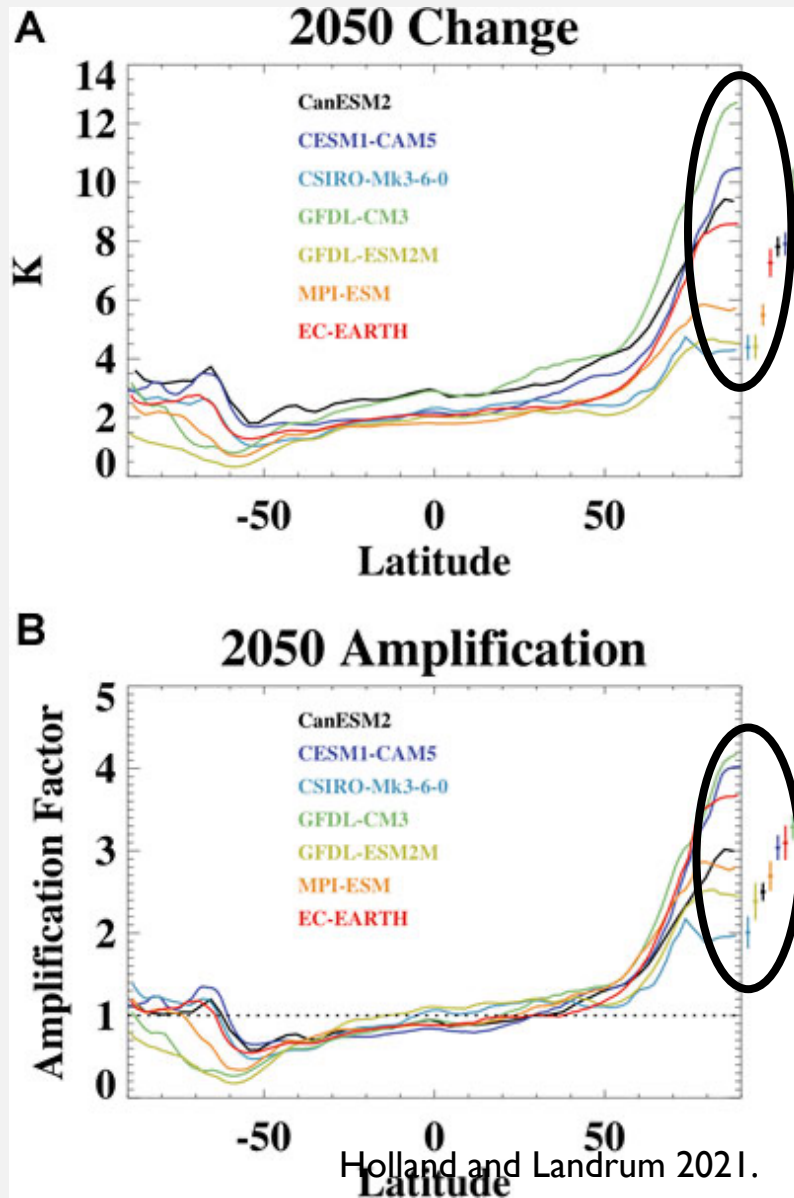 A
2050 Change
14
12
10
8
6
4
2
0
K
CanESM2
CESM1-CAM5
CSIRO-Mk3-6-0
GFDL-CM3
GFDL-ESM2M
MPI-ESM
EC-EARTH
-50 0 50
Latitude
B
2050 Amplification
5
4
3
2
1
0
Amplification Factor
CanESM2
CESM1-CAM5
CSIRO-Mk3-6-0
GFDL-CM3
GFDL-ESM2M
MPI-ESM
EC-EARTH
-50 0 50
Holland and Landrum 2021.
Latitude